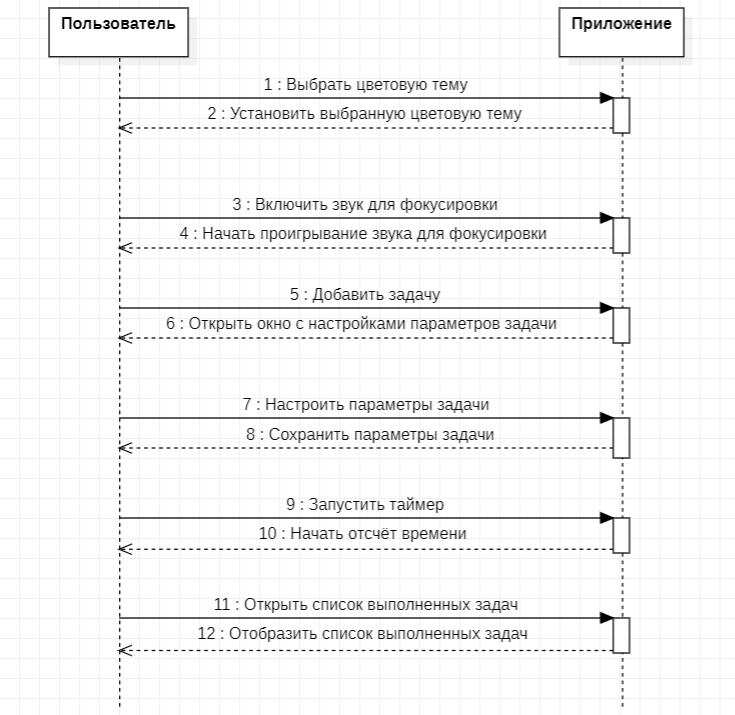 Пользователь
Приложение
1 : Выбрать цветовую тему
2 : Установить выбранную цветовую тему
3 : Включить звук для фокусировки
4 : Начать проигрывание звука для фокусировки
5 : Добавить задачу
6 : Открыть окно с настройками параметров задачи
7 : Настроить параметры задачи
8 : Сохранить параметры задачи
9 : Запустить таймер
10 : Начать отсчёт времени
11 : Открыть список выполненных задач
12 : Отобразить список выполненных задач